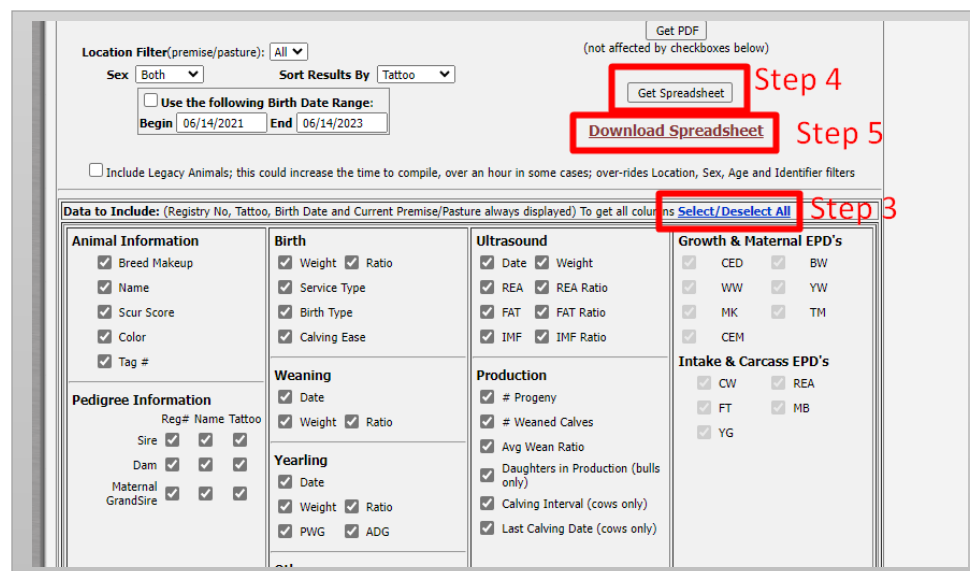 Get PDF
(not affected by checkboxes below)
Location Filter(premise/pasture): All
Sex Both Sort Results By Tattoo
Step 4
Get Spreadsheet
Use the following Birth Date Range:
Begin 06/14/2021 End 06/14/2023
Download Spreadsheet Step 5
Include Legacy Animals; this could increase the time to compile, over an hour in some cases; over-rides Location, Sex, Age and Identifier filters
Data to Include: (Registry No, Tattoo, Birth Date and Current Premise/Pasture always displayed) To get all columns Select/Deselect All Step 3
Animal Information
Breed Makeup
Name
Scur Score
Color
Tag #
Pedigree Information
Reg# Name Tattoo
Sire
Dam
Maternal
GrandSire
Birth
Weight Ratio
Service Type
Birth Type
Calving Ease
Weaning
Date
Weight Ratio
Yearling
Date
Weight Ratio
PWG ADG
Ultrasound
Date Weight
REA REA Ratio
FAT FAT Ratio
IMF IMF Ratio
Production
# Progeny
# Weaned Calves
Avg Wean Ratio
Daughters in Production (bulls
only)
Calving Interval (cows only)
Last Calving Date (cows only)
Growth & Maternal EPD's
CED BW
WW YW
MK TM
CEM
Intake & Carcass EPD's
CW REA
FT MB
YG